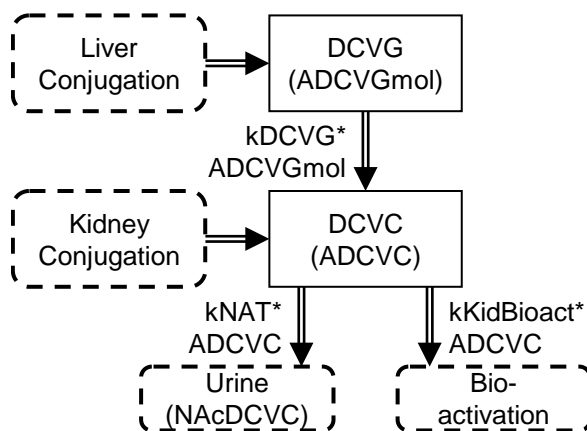 Liver
Conjugation
DCVG
(ADCVGmol)
kDCVG*
ADCVGmol
Kidney
Conjugation
DCVC
(ADCVC)
kNAT*
ADCVC
kKidBioact*
ADCVC
Urine
(NAcDCVC)
Bio-
activation